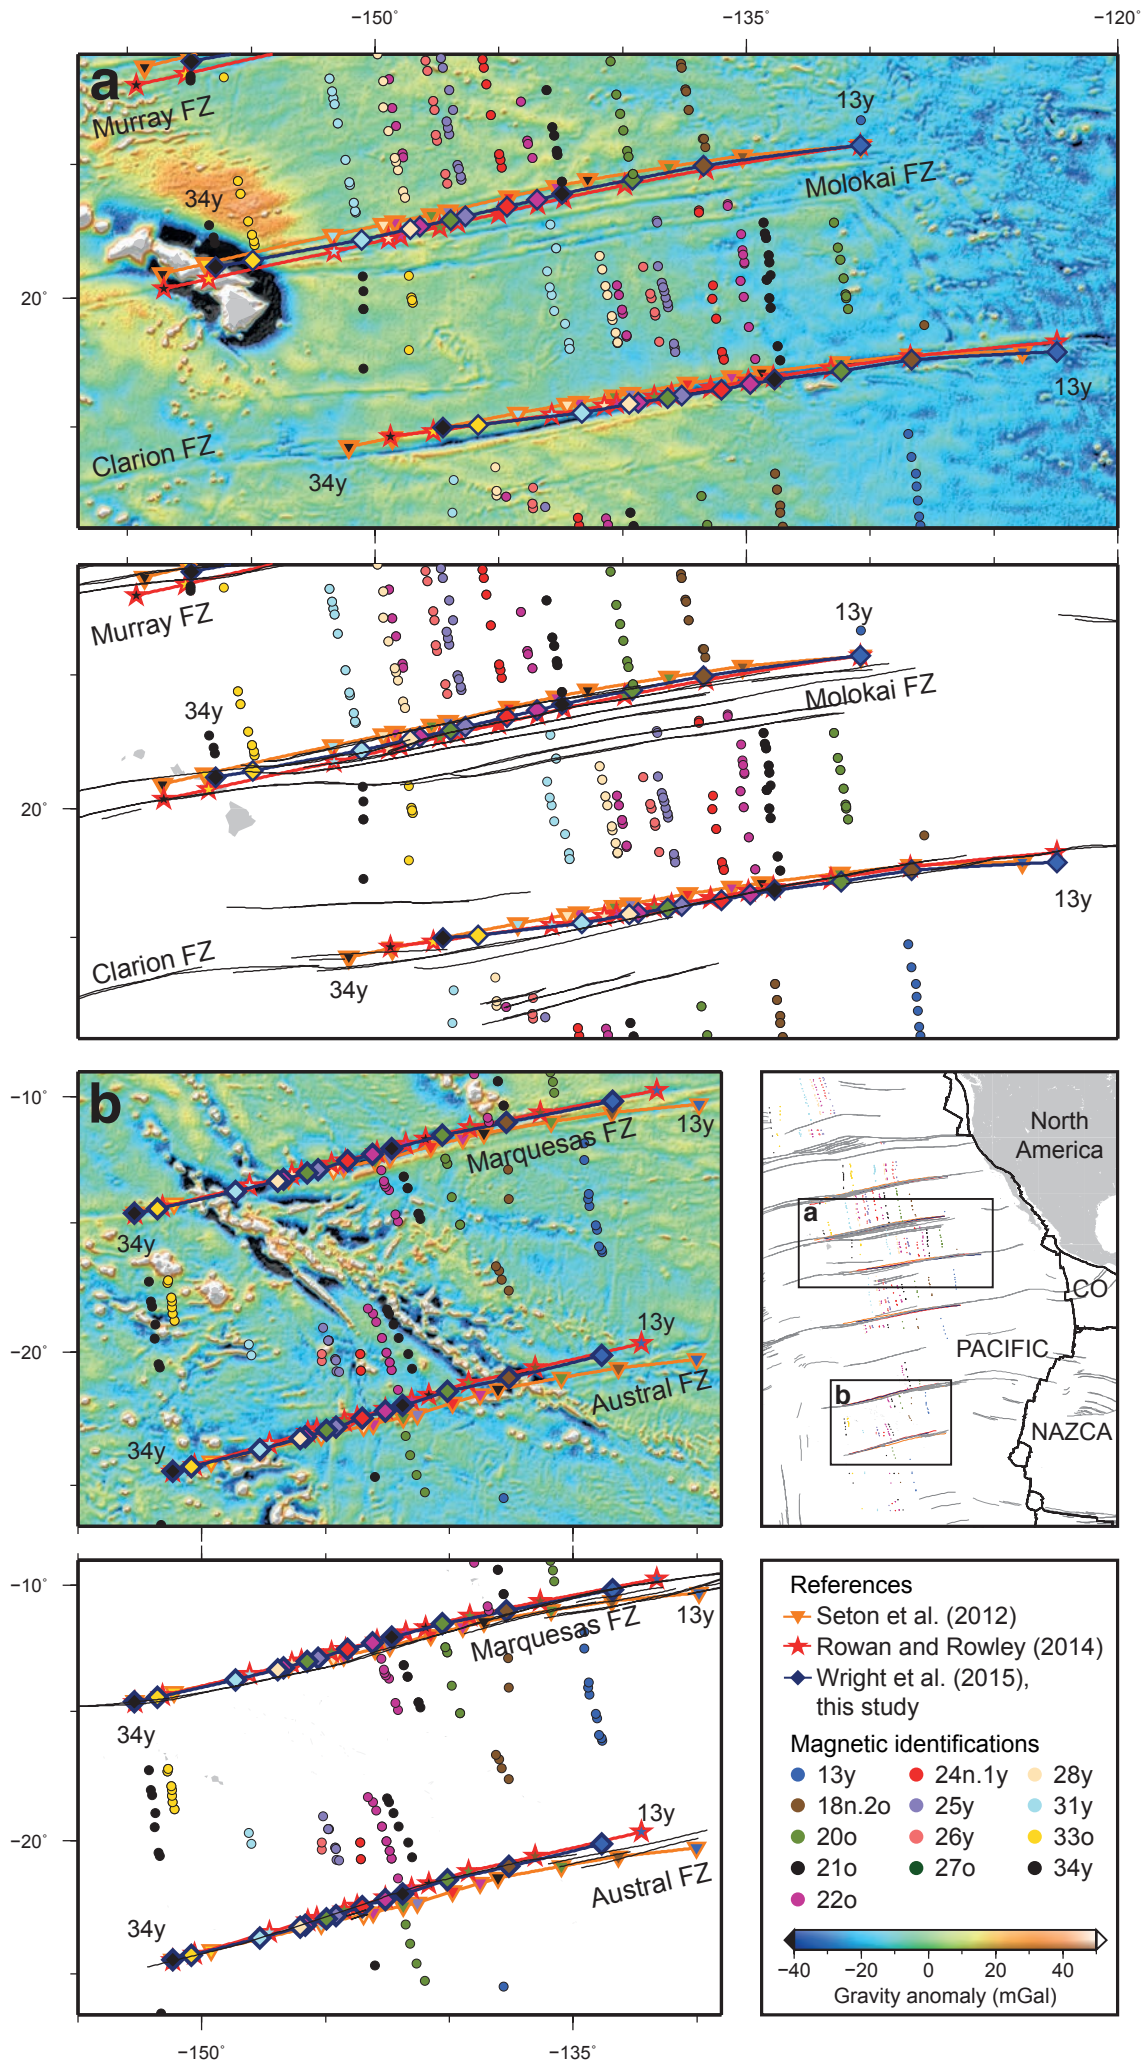 −150°
−135°
−120°
a
Murray FZ
34y
13y
Molokai FZ
20°
13y
Clarion FZ
34y
Murray FZ
34y
13y
Molokai FZ
20°
13y
Clarion FZ
34y
−10°
b
13y
Marquesas FZ
34y
13y
−20°
Austral FZ
34y
North
America
a
CO
PACIFIC
b
NAZCA
−10°
13y
Marquesas FZ
34y
13y
−20°
Austral FZ
34y
−150°
−135°
References
Seton et al. (2012)
Rowan and Rowley (2014)
Wright et al. (2015),
this study
Magnetic identifications
13y 24n.1y 28y
18n.2o 25y 31y
20o 26y 33o
21o 27o 34y
22o
−40 −20 0 20 40
Gravity anomaly (mGal)